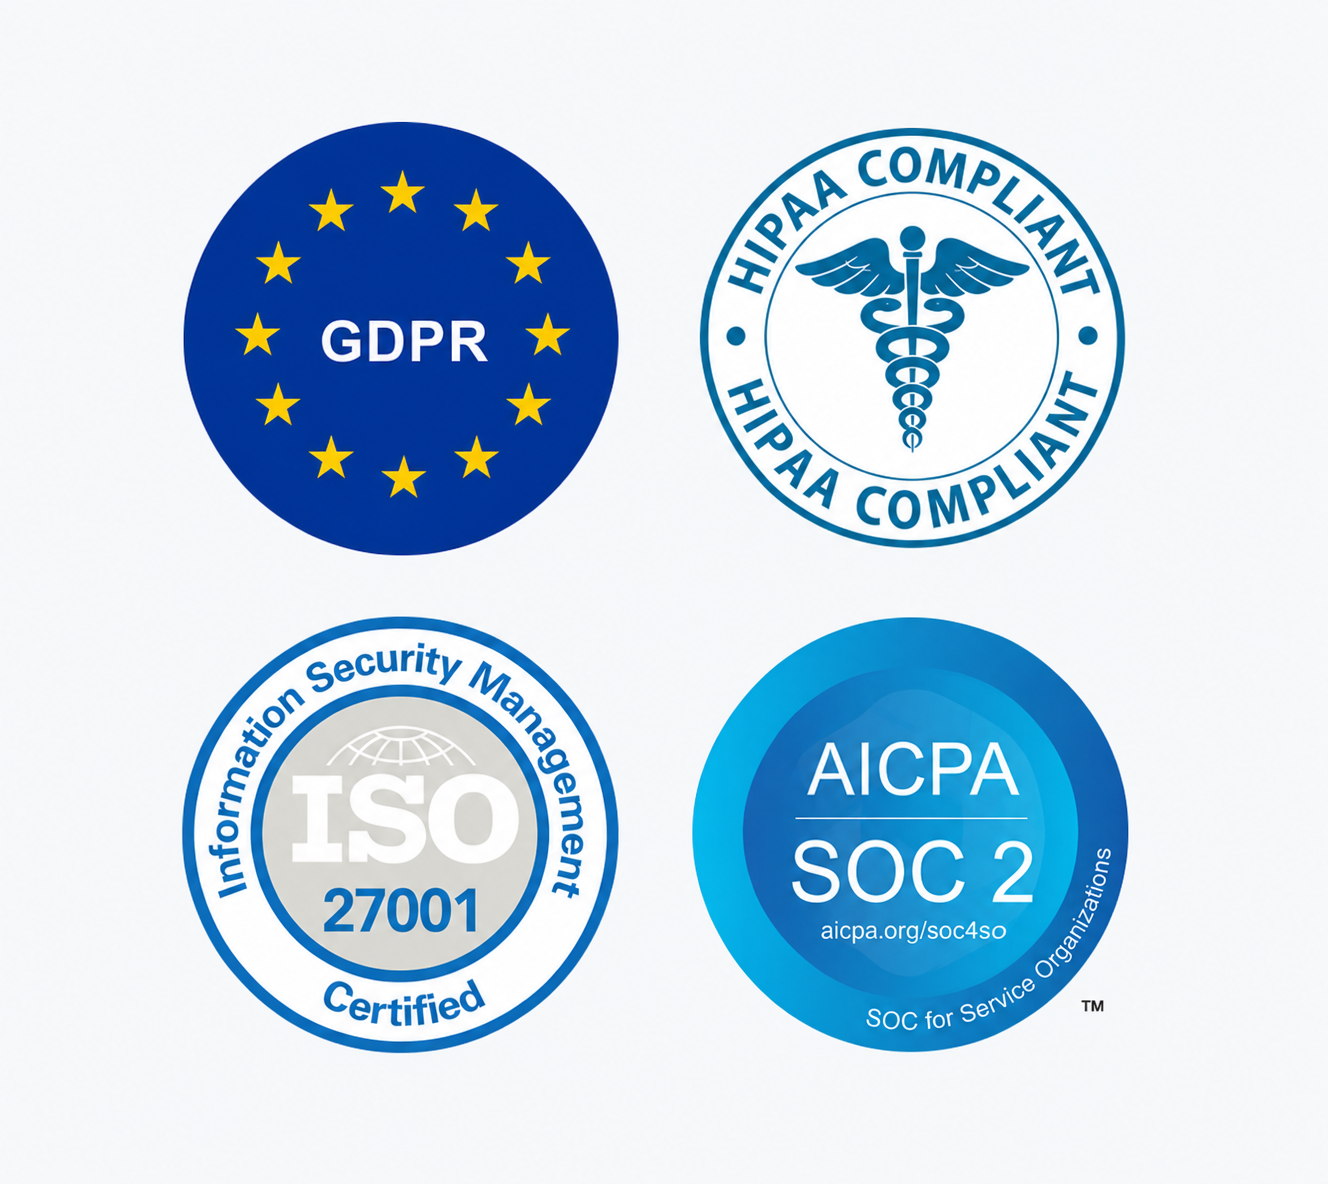 GDPR
HIPAA COMPLIANT
HIPAA COMPLIANT
Information Security Management
ISO
27001
Certified
AICPA
SOC 2
aicpa.org/soc4so
SOC for Service Organizations
TM